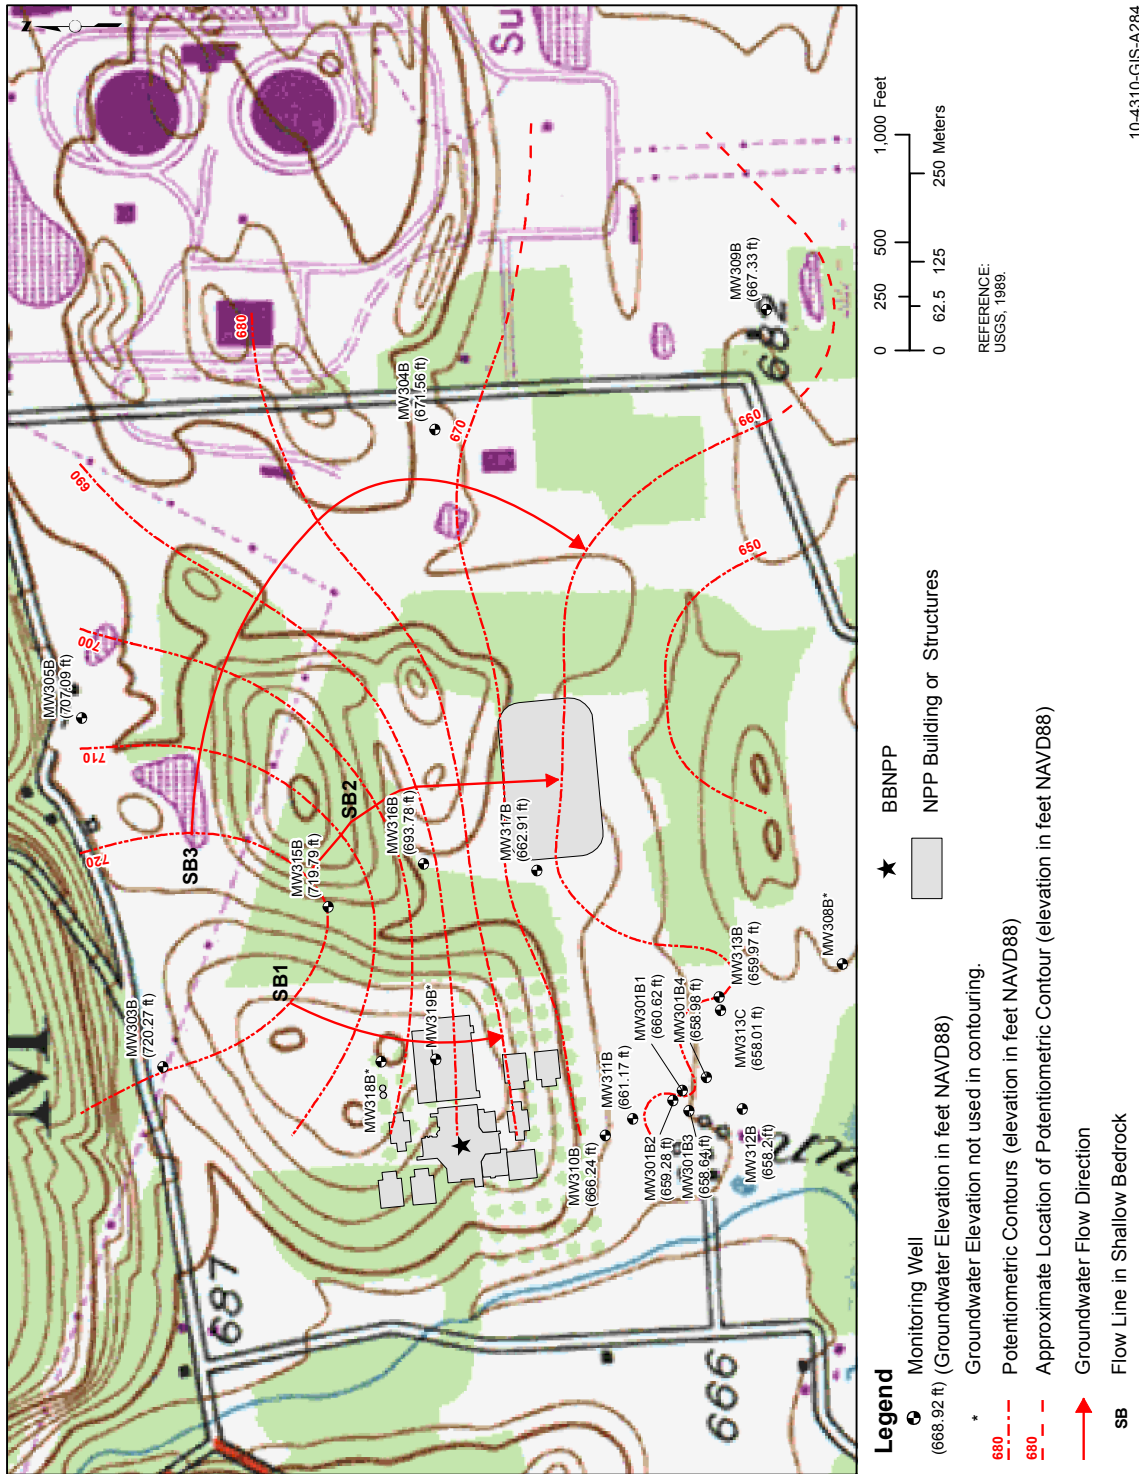 MW303B
(720.27 ft)
MW305B
(707.09 ft)
SB3
SB1
SB2
MW315B
(719.79 ft)
MW316B
(693.78 ft)
MW317B
(662.91 ft)
MW318B*
MW319B*
MW304B
(671.56 ft)
MW309B
(667.33 ft)
MW310B
(666.24 ft)
MW311B
(661.17 ft)
MW301B1
(660.62 ft)
MW301B2
(659.28 ft)
MW301B3
(658.64 ft)
MW301B4
(658.98 ft)
MW313B
(659.97 ft)
MW313C
(658.01 ft)
MW312B
(658.2 ft)
MW308B*
720
710
700
690
680
670
660
650
687
666
682
M
Su
Legend
Monitoring Well
(668.92 ft) (Groundwater Elevation in feet NAVD88)
* Groundwater Elevation not used in contouring.
680 Potentiometric Contours (elevation in feet NAVD88)
680 Approximate Location of Potentiometric Contour (elevation in feet NAVD88)
Groundwater Flow Direction
SB Flow Line in Shallow Bedrock
BBNPP
NPP Building or Structures
0 250 500 1,000 Feet
0 62.5 125 250 Meters
REFERENCE:
USGS, 1989.
10-4310-GIS-A284